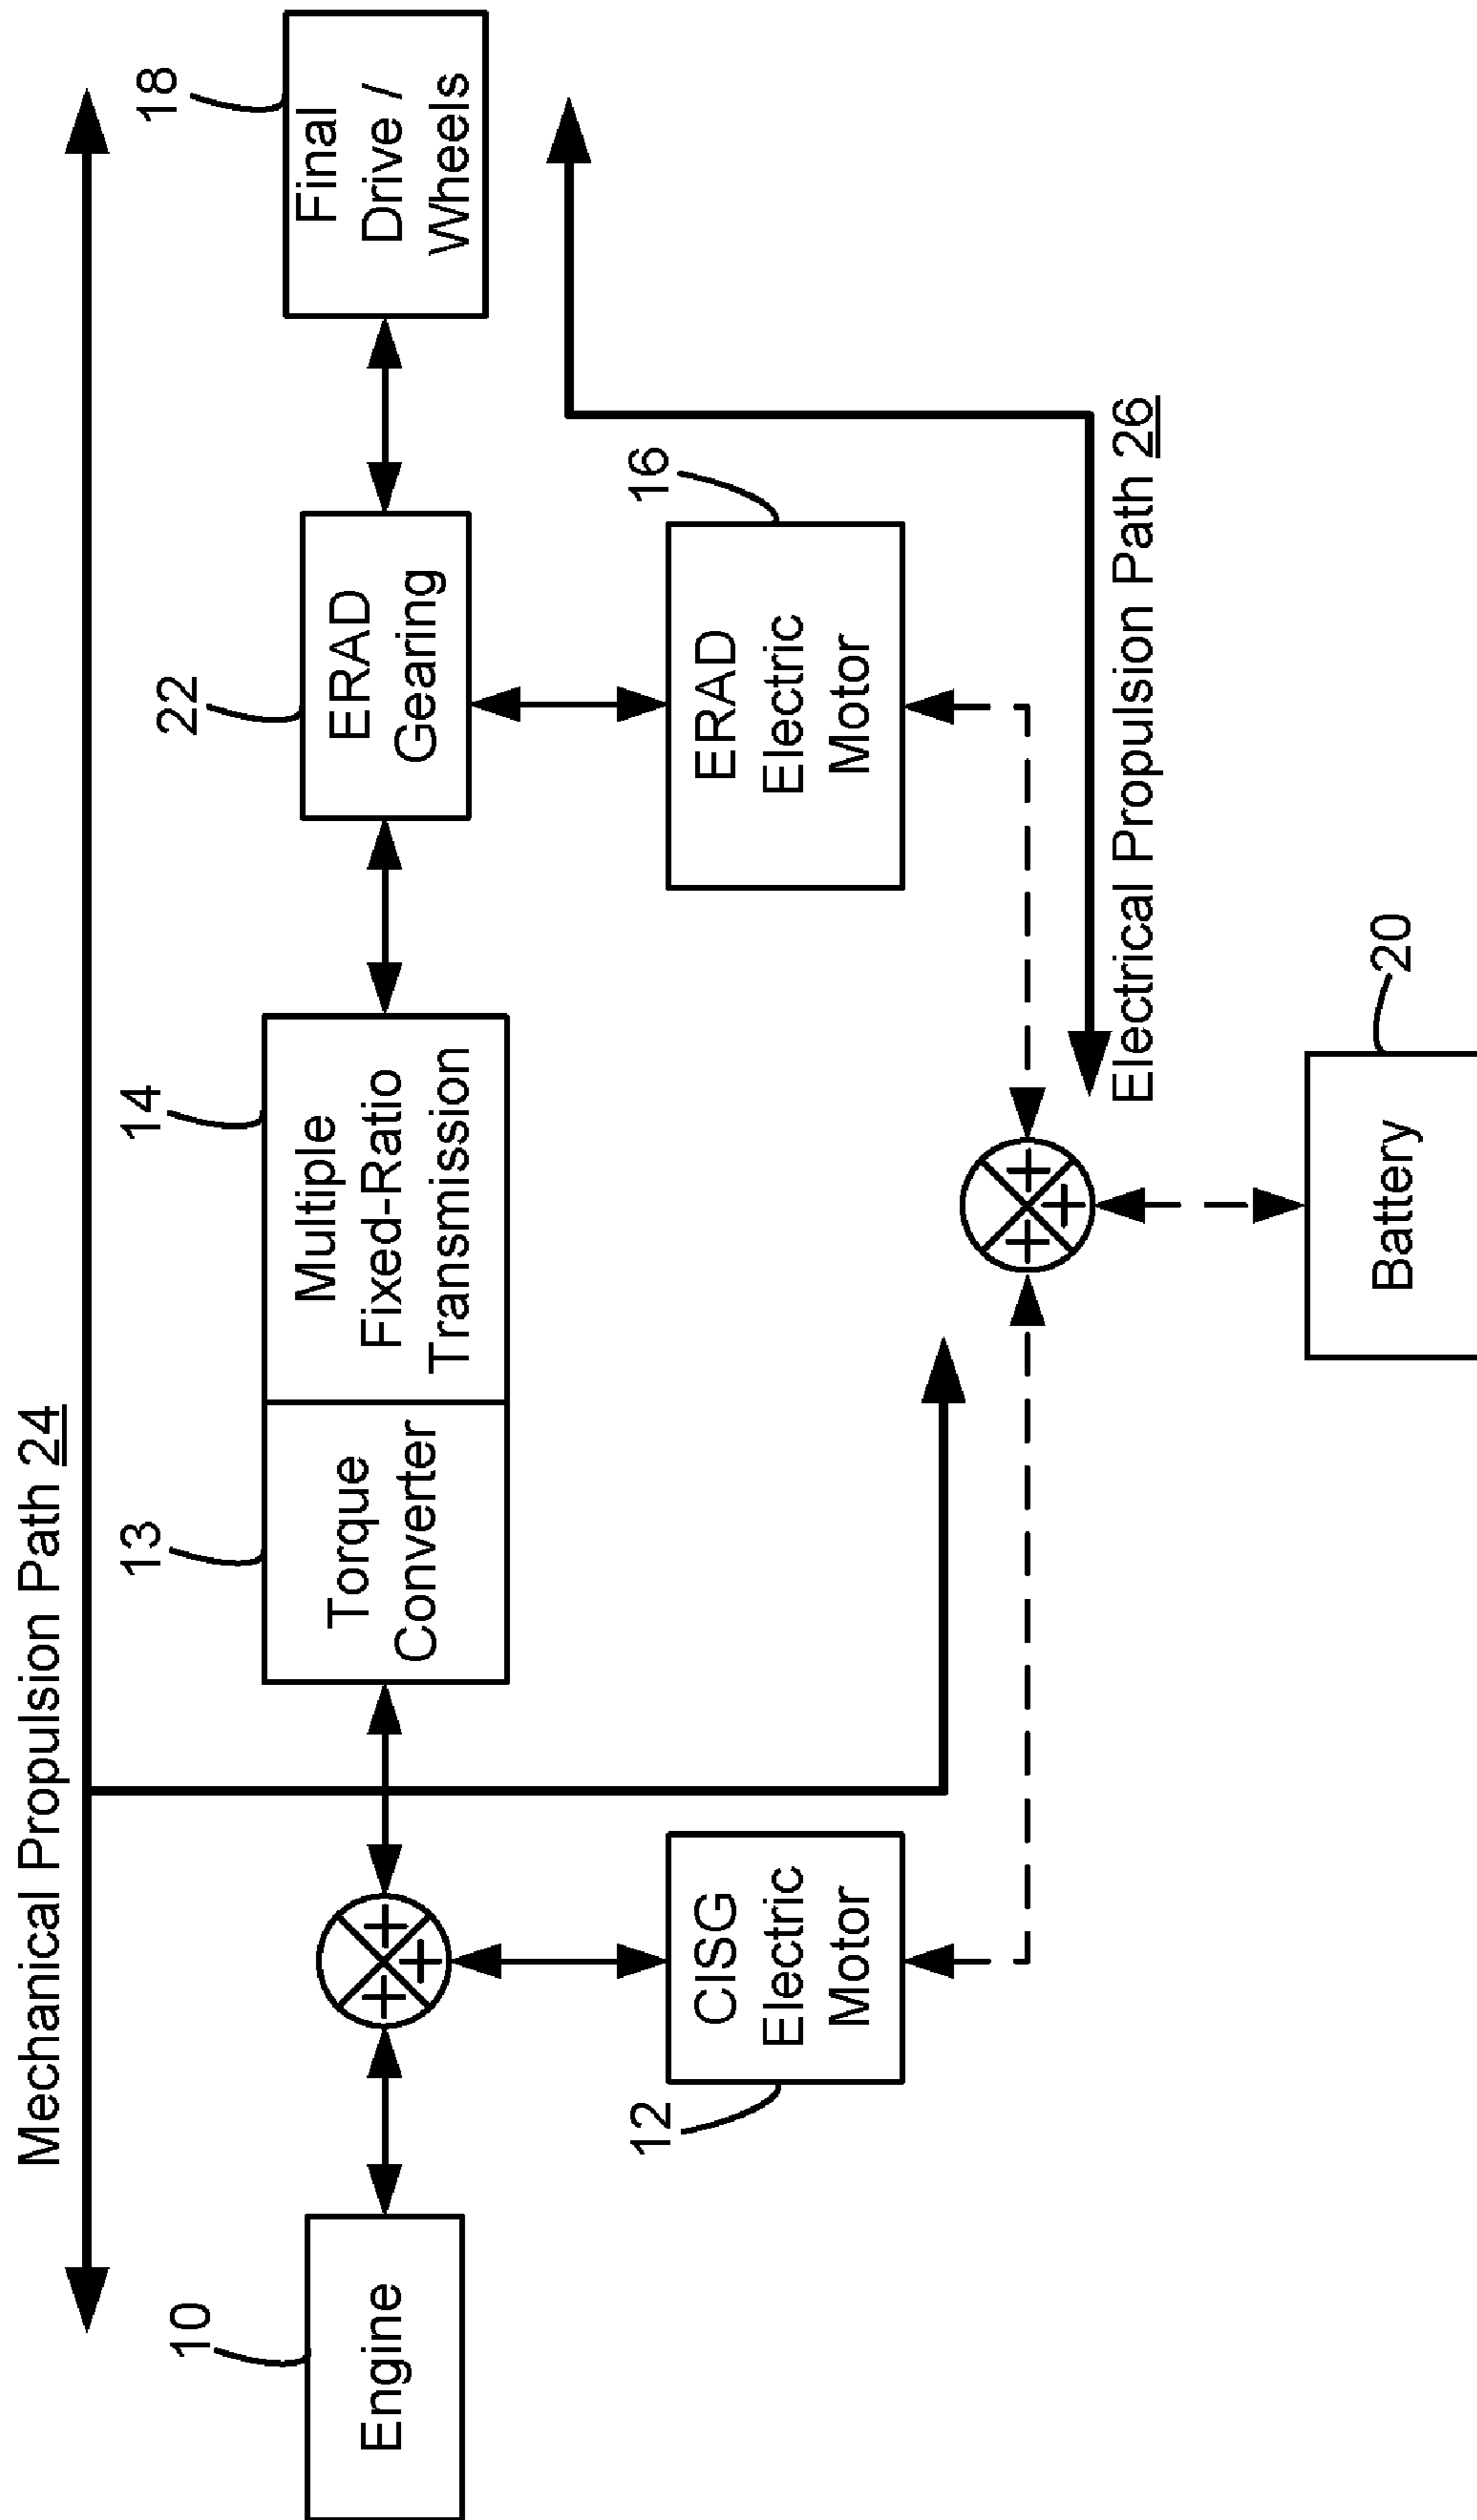 Mechanical Propulsion Path 24
10
Engine
13
Torque
Converter
14
Multiple
Fixed-Ratio
Transmission
22
ERAD
Gearing
18
Final
Drive /
Wheels
12
CISG
Electric
Motor
16
ERAD
Electric
Motor
Electrical Propulsion Path 26
20
Battery